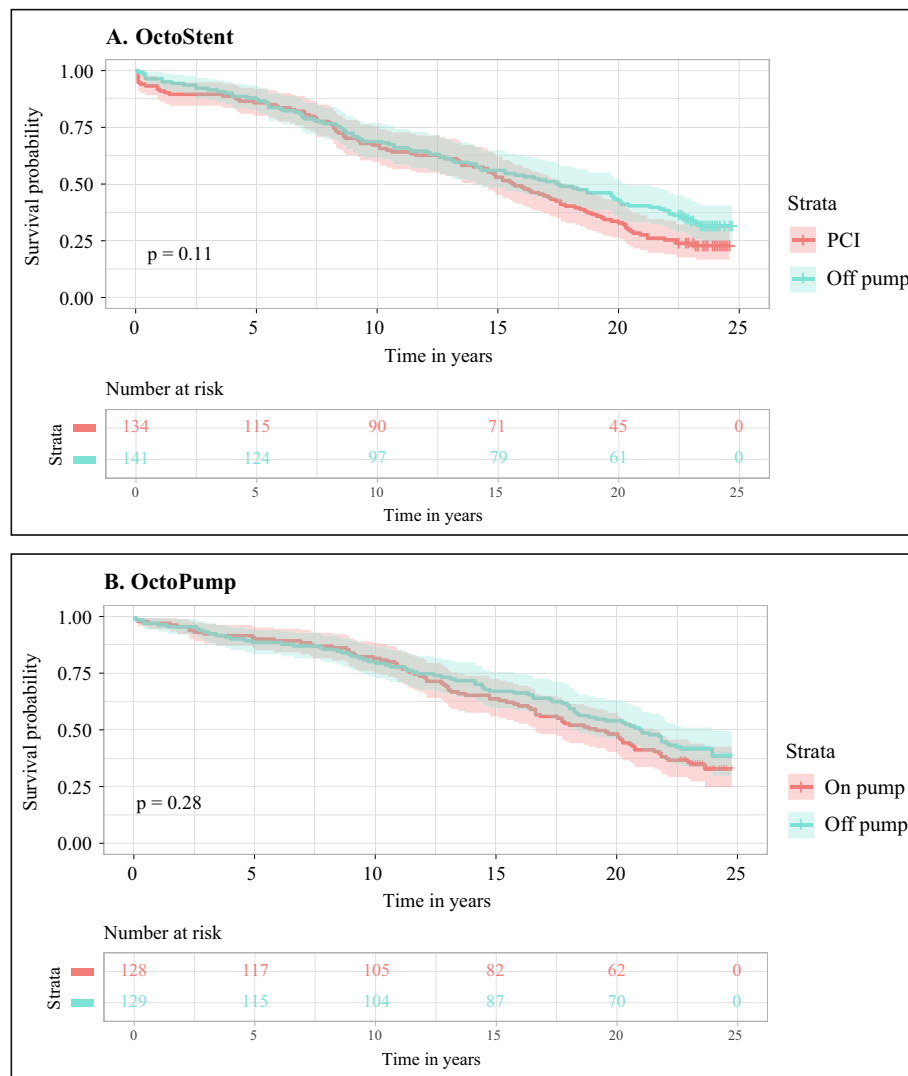 A. OctoStent
1.00
0.75
0.50
0.25
0.00
Survival probability
p = 0.11
0 5 10 15 20 25
Time in years
Strata
PCI
Off pump
Number at risk
Strata
134 115 90 71 45 0
141 124 97 79 61 0
0 5 10 15 20 25
Time in years
B. OctoPump
1.00
0.75
0.50
0.25
0.00
Survival probability
p = 0.28
0 5 10 15 20 25
Time in years
Strata
On pump
Off pump
Number at risk
Strata
128 117 105 82 62 0
129 115 104 87 70 0
0 5 10 15 20 25
Time in years